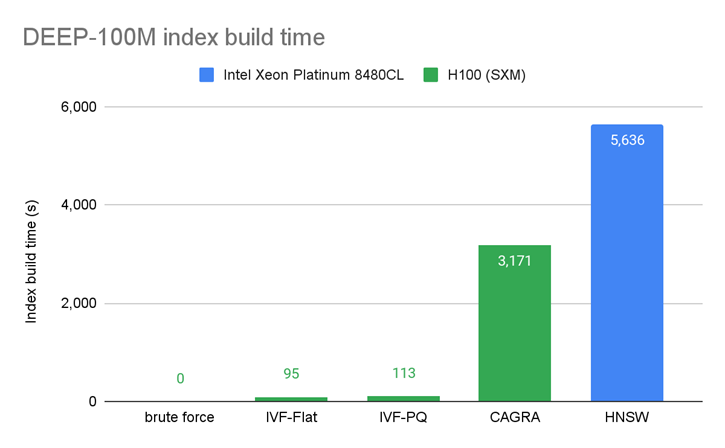 DEEP-100M index build time
Intel Xeon Platinum 8480CL H100 (SXM)
Index build time (s)
6,000
4,000
2,000
0
0
95
113
3,171
5,636
brute force IVF-Flat IVF-PQ CAGRA HNSW